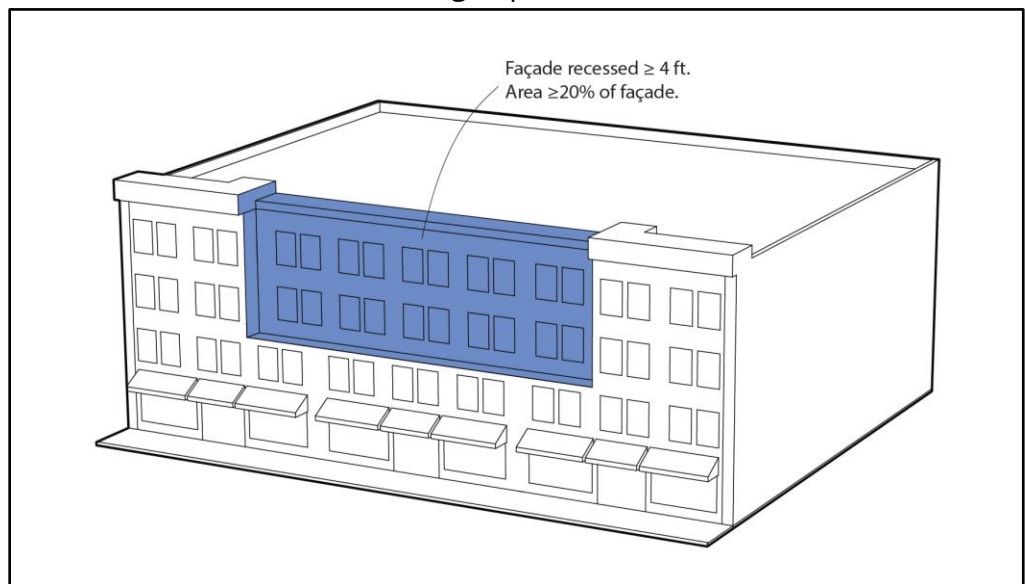 Façade recessed ≥ 4 ft.
Area ≥20% of façade.